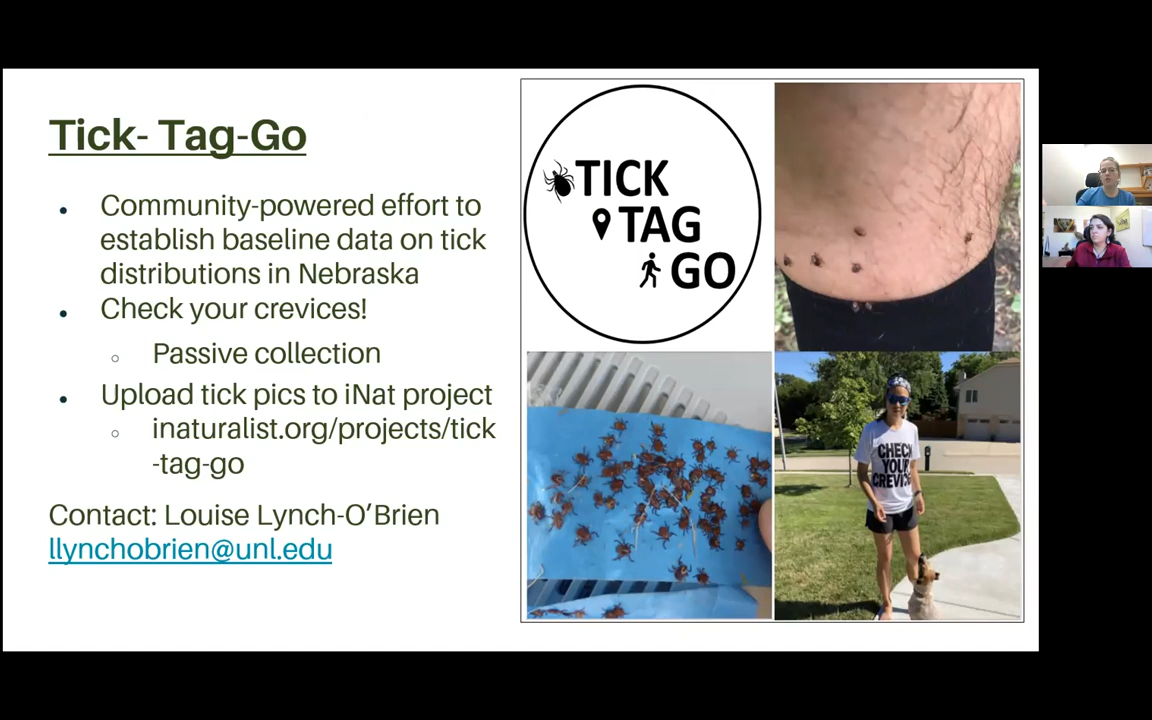 Tick- Tag-Go
Community-powered effort to
establish baseline data on tick
distributions in Nebraska
Check your crevices!
Passive collection
Upload tick pics to iNat project
inaturalist.org/projects/tick
-tag-go
Contact: Louise Lynch-O’Brien
llynchobrien@unl.edu
TICK
TAG
GO
CHECK
YOUR
CREVICES